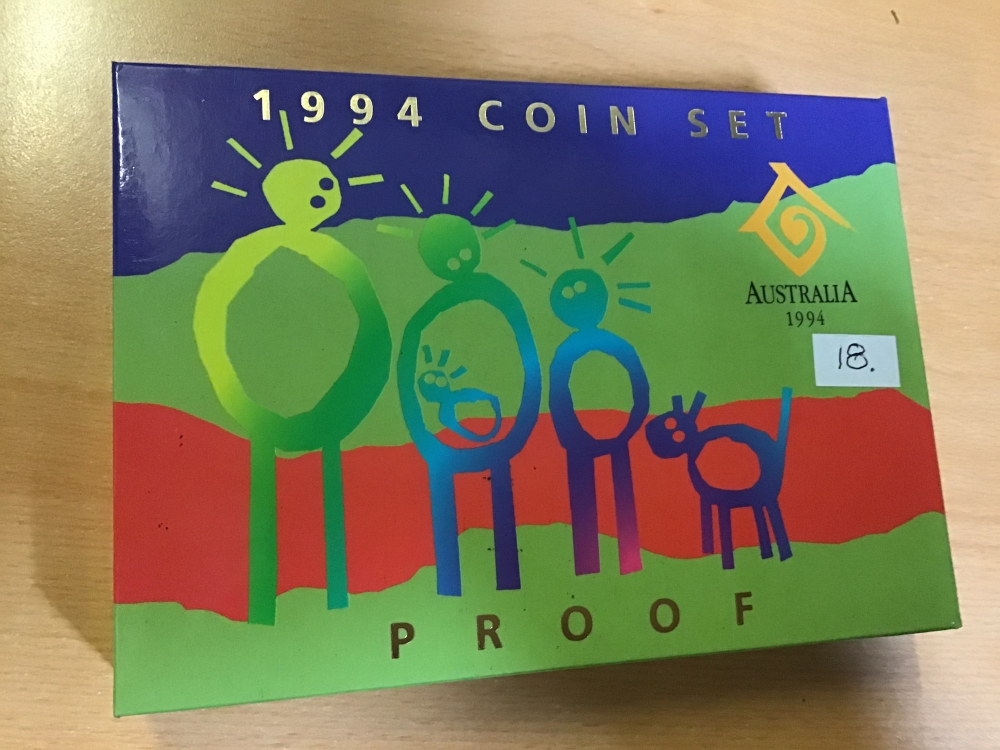 1994 COIN SET
AUSTRALIA
1994
18.
PROOF